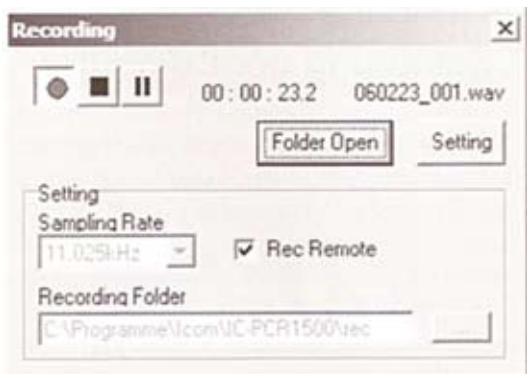 Recording
00 : 00 : 23.2 060223_001.wav
Folder Open Setting
Setting
Sampling Rate
11.025kHz Rec Remote
Recording Folder
C:\Programme\Icom\IC-PCR1500\rec ...